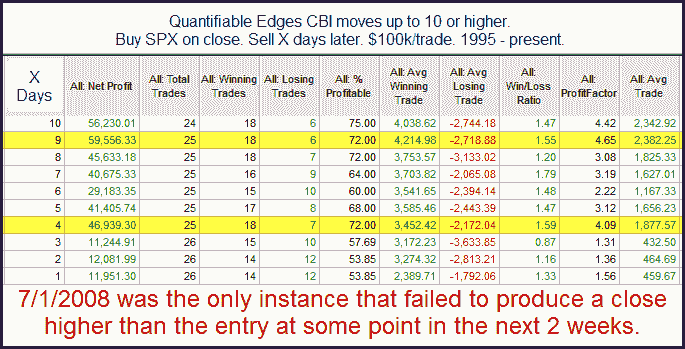 Quantifiable Edges CBI moves up to 10 or higher.
Buy SPX on close. Sell X days later. $100k/trade. 1995 - present.
X Days All: Net Profit All: Total Trades All: Winning Trades All: Losing Trades All: % Profitable All: Avg Winning Trade All: Avg Losing Trade All: Win/Loss Ratio All: ProfitFactor All: Avg Trade
10 56,230.01 24 18 6 75.00 4,038.62 -2,744.18 1.47 4.42 2,342.92
9 59,556.33 25 18 6 72.00 4,214.98 -2,718.88 1.55 4.65 2,382.25
8 45,633.18 25 18 7 72.00 3,753.57 -3,133.02 1.20 3.08 1,825.33
7 40,675.33 25 16 9 64.00 3,703.82 -2,065.08 1.79 3.19 1,627.01
6 29,183.35 25 15 10 60.00 3,541.65 -2,394.14 1.48 2.22 1,167.33
5 41,405.74 25 17 8 68.00 3,585.46 -2,443.39 1.47 3.12 1,656.23
4 46,939.30 25 18 7 72.00 3,452.42 -2,172.04 1.59 4.09 1,877.57
3 11,244.91 26 15 10 57.69 3,172.23 -3,633.85 0.87 1.31 432.50
2 12,081.99 26 14 12 53.85 3,274.32 -2,813.21 1.16 1.36 464.69
1 11,951.30 26 14 12 53.85 2,389.71 -1,792.06 1.33 1.56 459.67
7/1/2008 was the only instance that failed to produce a close
higher than the entry at some point in the next 2 weeks.